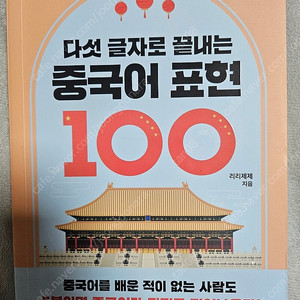 다섯 글자로 끝내는
중국어 표현
100
리리제제
지음
중국어를 배운 적이 없는 사람도